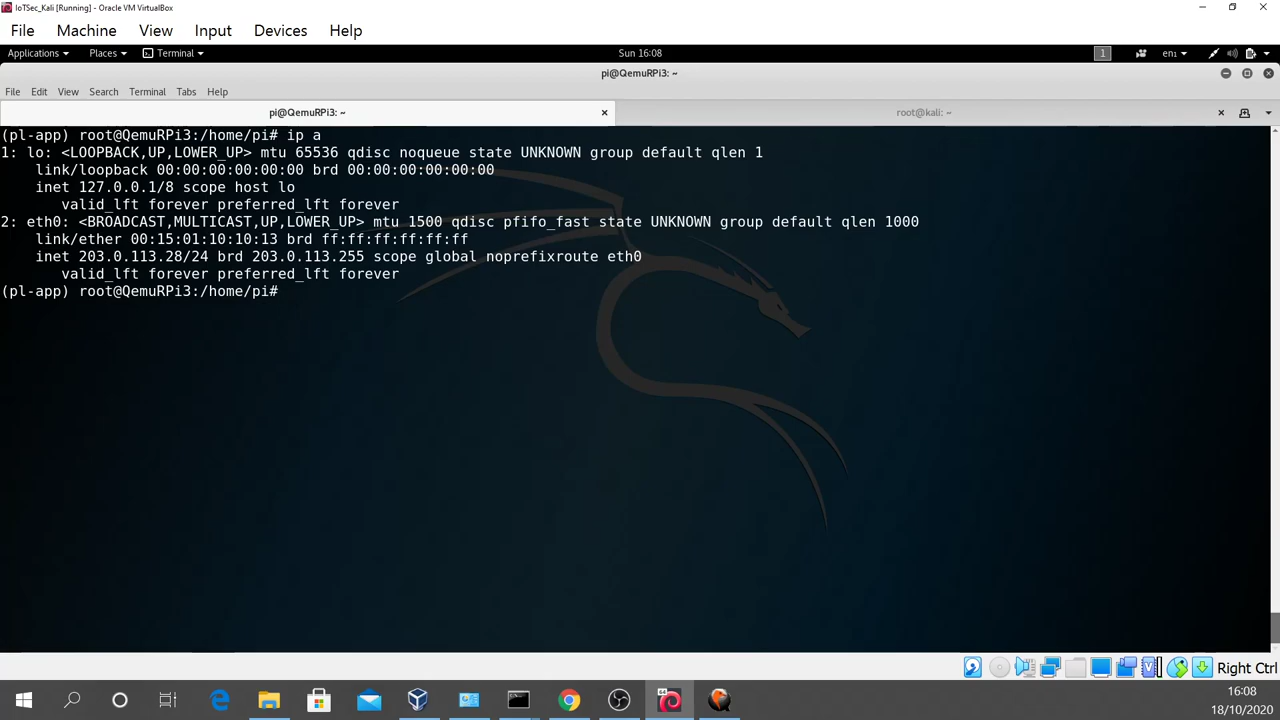 IoTSec_Kali [Running] - Oracle VM VirtualBox
File Machine View Input Devices Help
Applications Places Terminal Sun 16:08 1 en1
pi@QemuRPi3: ~
File Edit View Search Terminal Tabs Help
pi@QemuRPi3: ~ root@kali: ~
(pl-app) root@QemuRPi3:/home/pi# ip a
1: lo: <LOOPBACK,UP,LOWER_UP> mtu 65536 qdisc noqueue state UNKNOWN group default qlen 1
    link/loopback 00:00:00:00:00:00 brd 00:00:00:00:00:00
    inet 127.0.0.1/8 scope host lo
       valid_lft forever preferred_lft forever
2: eth0: <BROADCAST,MULTICAST,UP,LOWER_UP> mtu 1500 qdisc pfifo_fast state UNKNOWN group default qlen 1000
    link/ether 00:15:01:10:10:13 brd ff:ff:ff:ff:ff:ff
    inet 203.0.113.28/24 brd 203.0.113.255 scope global noprefixroute eth0
       valid_lft forever preferred_lft forever
(pl-app) root@QemuRPi3:/home/pi#
Right Ctrl
16:08
18/10/2020